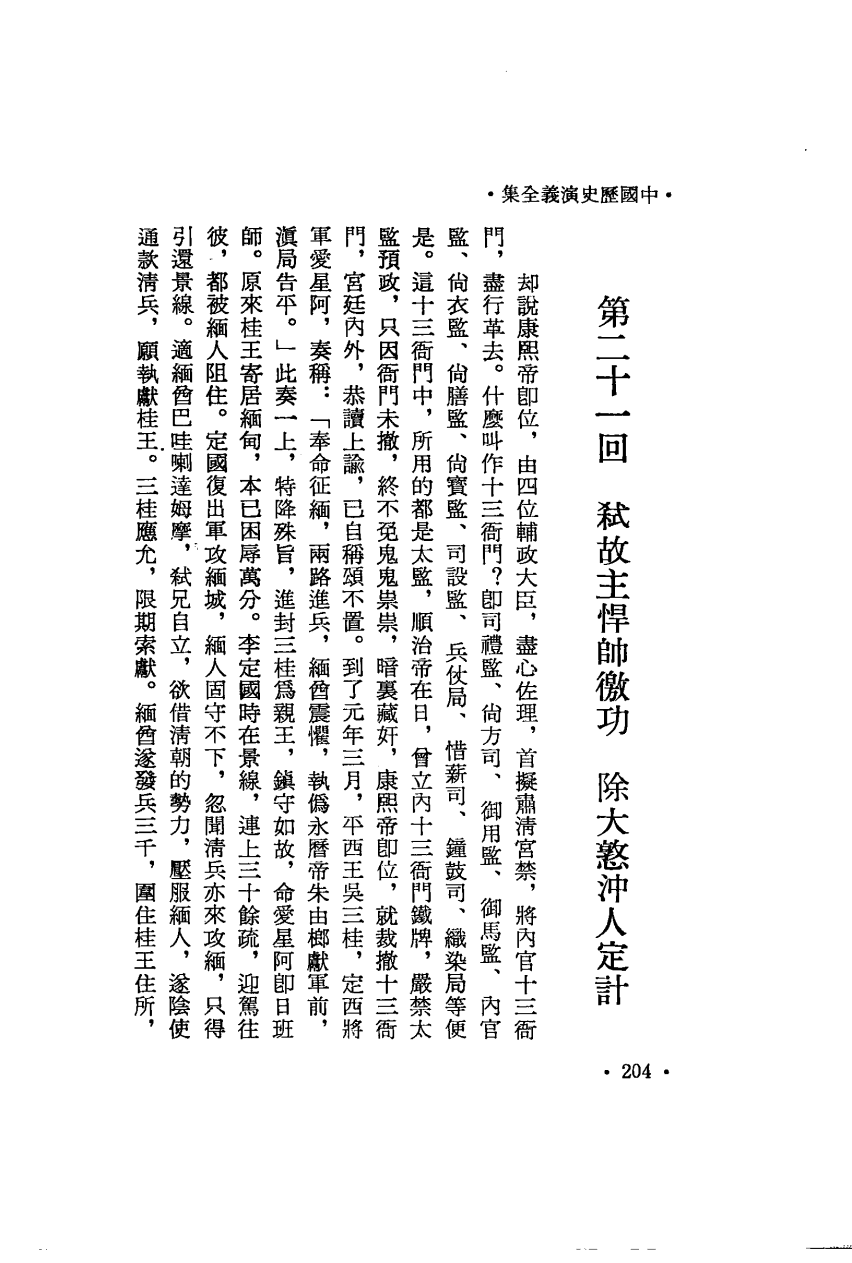 ·中國歷史演義全集·
第二十一回　弒故主悍帥徼功　除大憝沖人定計
却說康熙帝卽位，由四位輔政大臣，盡心佐理，首擬肅淸宮禁，將內官十三衙
門，盡行革去。什麼叫作十三衙門？卽司禮監、尙方司、御用監、御馬監、內官
監、尙衣監、尙膳監、尙寶監、司設監、兵仗局、惜薪司、鐘鼓司、織染局等便
是。這十三衙門中，所用的都是太監，順治帝在日，曾立內十三衙門鐵牌，嚴禁太
監預政，只因衙門未撤，終不免鬼鬼祟祟，暗裏藏奸，康熙帝卽位，就裁撤十三衙
門，宮廷內外，恭讀上諭，已自稱頌不置。到了元年三月，平西王吳三桂，定西將
軍愛星阿，奏稱：「奉命征緬，兩路進兵，緬酋震懼，執僞永曆帝朱由榔獻軍前，
滇局告平。」此奏一上，特降殊旨，進封三桂爲親王，鎭守如故，命愛星阿卽日班
師。原來桂王寄居緬甸，本已困辱萬分。李定國時在景線，連上三十餘疏，迎駕往
彼，都被緬人阻住。定國復出軍攻緬城，緬人固守不下，忽聞淸兵亦來攻緬，只得
引還景線。適緬酋巴哇喇達姆摩，弒兄自立，欲借淸朝的勢力，壓服緬人，遂陰使
通款淸兵，願執獻桂王。三桂應允，限期索獻。緬酋遂發兵三千，圍住桂王住所，
·204·